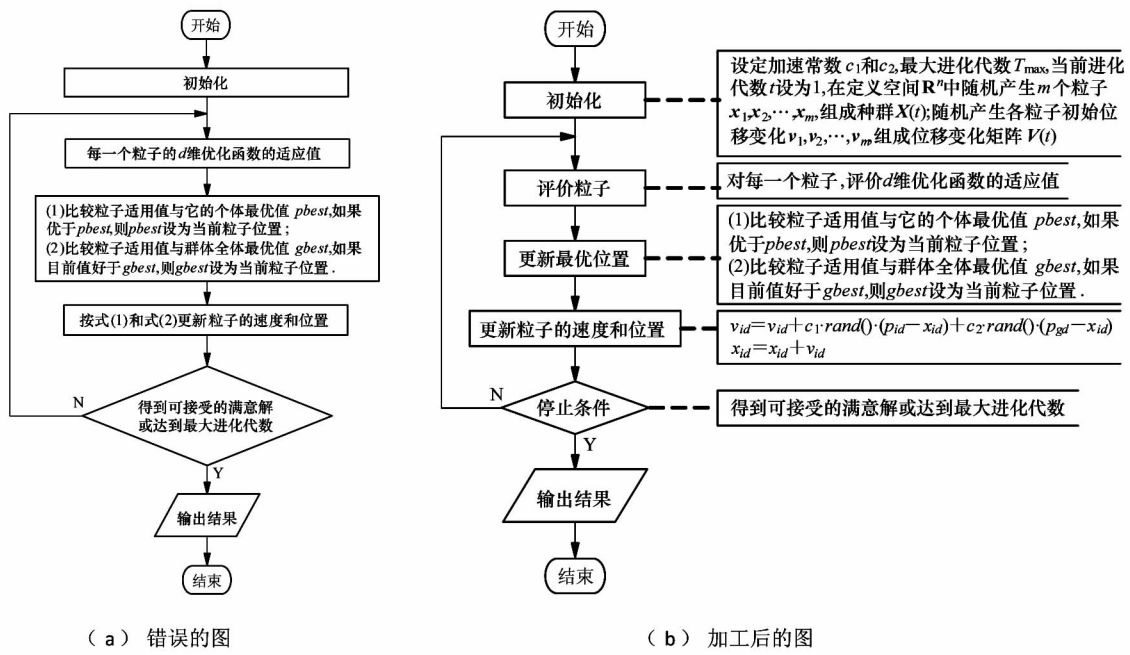 开始
初始化
每一个粒子的d维优化函数的适应值
(1)比较粒子适用值与它的个体最优值 pbest,如果
优于pbest,则pbest设为当前粒子位置;
(2)比较粒子适用值与群体全体最优值 gbest,如果
目前值好于gbest,则gbest设为当前粒子位置.
按式(1)和式(2)更新粒子的速度和位置
N
得到可接受的满意解
或达到最大进化代数
Y
输出结果
结束
(a) 错误的图
开始
初始化
设定加速常数 c1和c2,最大进化代数Tmax,当前进化
代数t设为1,在定义空间Rⁿ中随机产生m个粒子
x1,x2,⋯,xm,组成种群X(t);随机产生各粒子初始位
移变化v1,v2,⋯,vm,组成位移变化矩阵 V(t)
评价粒子
对每一个粒子,评价d维优化函数的适应值
更新最优位置
(1)比较粒子适用值与它的个体最优值 pbest,如果
优于pbest,则pbest设为当前粒子位置;
(2)比较粒子适用值与群体全体最优值 gbest,如果
目前值好于gbest,则gbest设为当前粒子位置.
更新粒子的速度和位置
vid=vid+c1·rand()·(pid−xid)+c2·rand()·(pgd−xid)
xid=xid+vid
N
停止条件
得到可接受的满意解或达到最大进化代数
Y
输出结果
结束
(b) 加工后的图